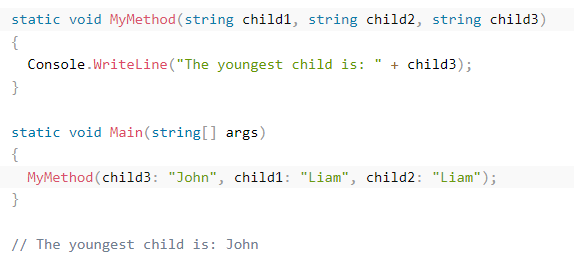 static void MyMethod(string child1, string child2, string child3)
{
  Console.WriteLine("The youngest child is: " + child3);
}
static void Main(string[] args)
{
  MyMethod(child3: "John", child1: "Liam", child2: "Liam");
}
// The youngest child is: John